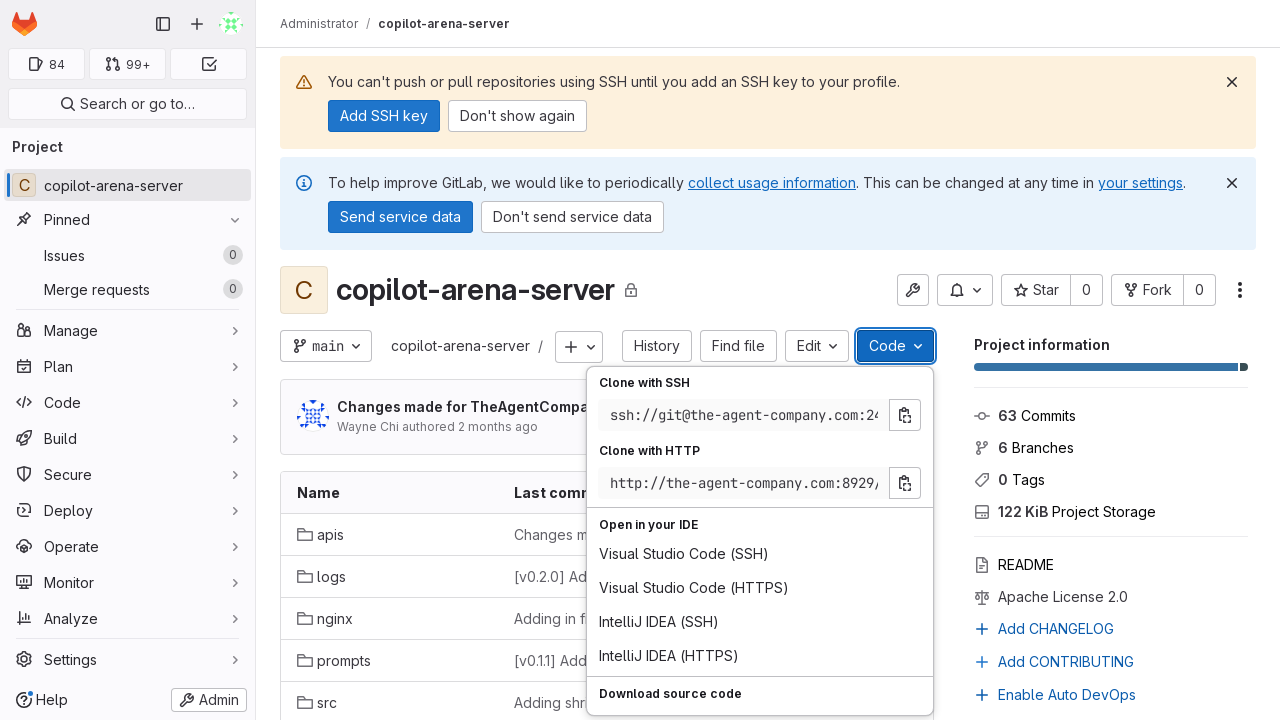 Administrator / copilot-arena-server
84
99+
Search or go to…
Project
C copilot-arena-server
Pinned
Issues 0
Merge requests 0
Manage
Plan
Code
Build
Secure
Deploy
Operate
Monitor
Analyze
Settings
Help
Admin
You can't push or pull repositories using SSH until you add an SSH key to your profile.
Add SSH key
Don't show again
To help improve GitLab, we would like to periodically collect usage information. This can be changed at any time in your settings.
Send service data
Don't send service data
C copilot-arena-server
Star 0
Fork 0
main
copilot-arena-server /
History
Find file
Edit
Code
Changes made for TheAgentCompa
Wayne Chi authored 2 months ago
Name
Last comm
apis
Changes m
logs
[v0.2.0] Ad
nginx
Adding in fi
prompts
[v0.1.1] Add
src
Adding shr
Clone with SSH
ssh://git@the-agent-company.com:24
Clone with HTTP
http://the-agent-company.com:8929/
Open in your IDE
Visual Studio Code (SSH)
Visual Studio Code (HTTPS)
IntelliJ IDEA (SSH)
IntelliJ IDEA (HTTPS)
Download source code
Project information
63 Commits
6 Branches
0 Tags
122 KiB Project Storage
README
Apache License 2.0
Add CHANGELOG
Add CONTRIBUTING
Enable Auto DevOps